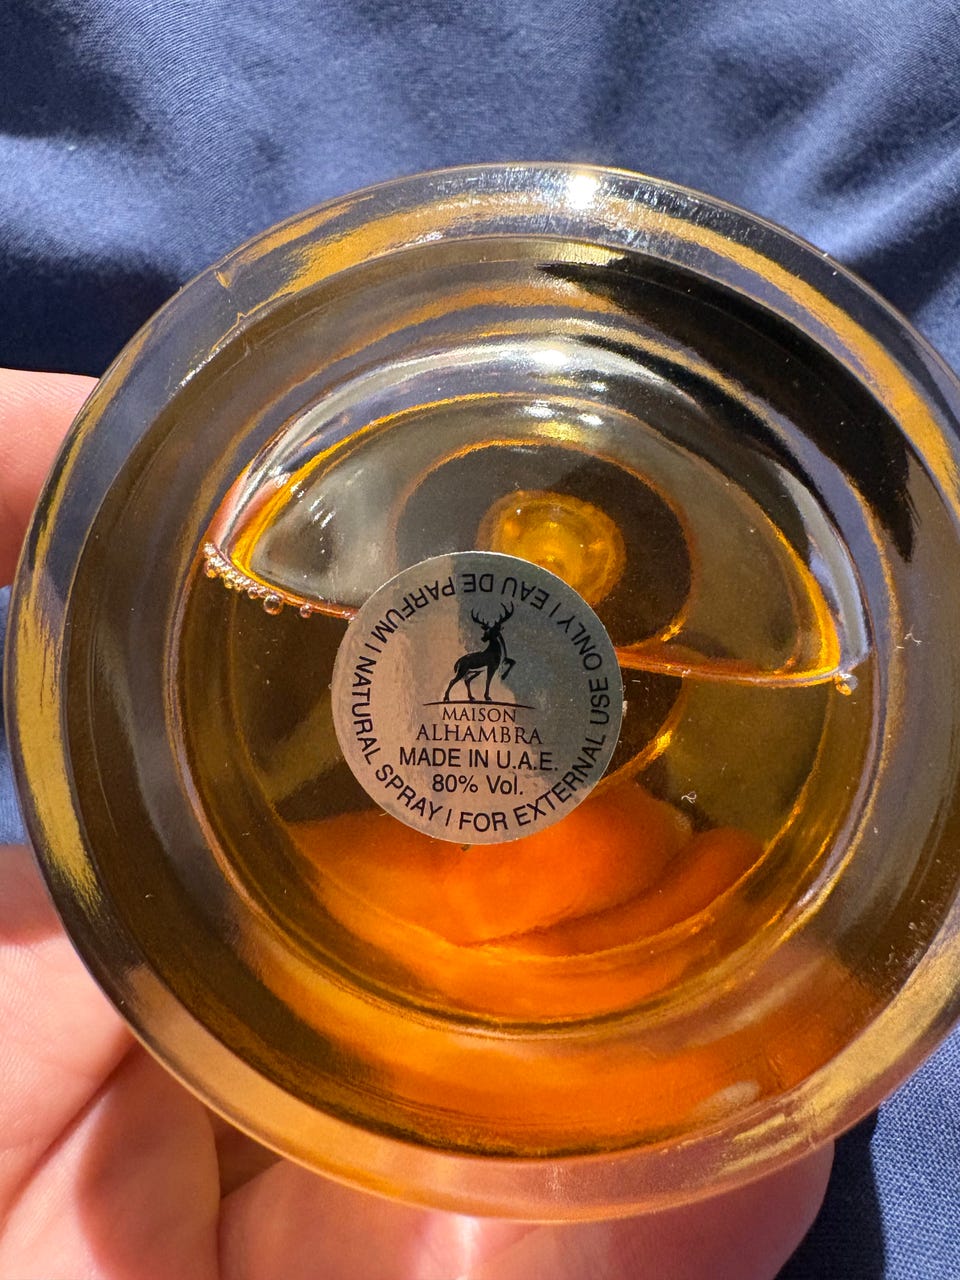 MAISON
ALHAMBRA
MADE IN U.A.E.
80% Vol.
EAU DE PARFUM | NATURAL SPRAY | FOR EXTERNAL USE ONLY |